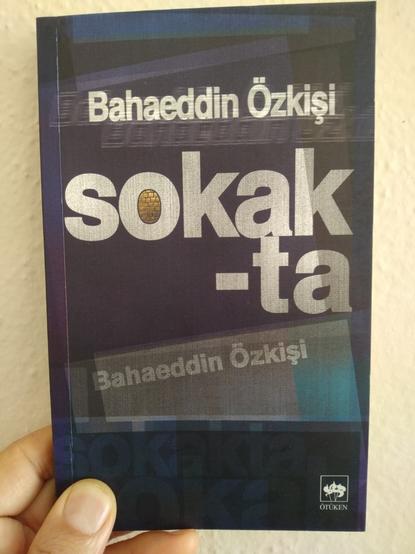 Bahaeddin Özkişi
sokak
-ta
Bahaeddin Özkişi
sokakta
ÖTÜKEN